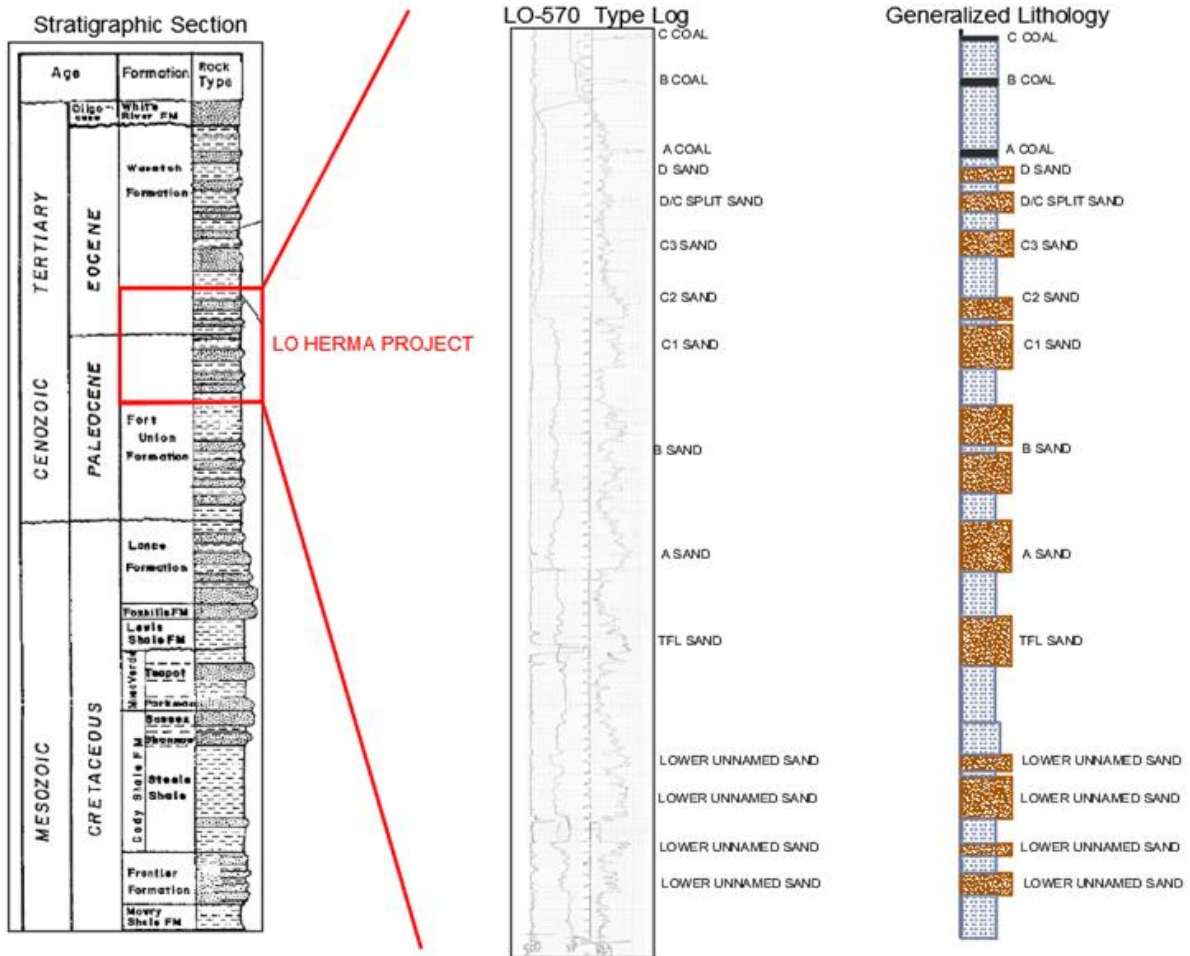 Stratigraphic Section
Age
Formation
Rock
Type
TERTIARY
CENOZOIC
Oligo-
cene
White
River FM
EOCENE
Wasatch
Formation
PALEOCENE
Fort
Union
Formation
MESOZOIC
CRETACEOUS
Lance
Formation
Foxhills FM
Lewis
Shale FM
MesaVerde
Teapot
Parkman
Cody Shale FM
Sussex
Shannon
Steele
Shale
Frontier
Formation
Mowry
Shale FM
LO HERMA PROJECT
LO-570 Type Log
C COAL
B COAL
A COAL
D SAND
D/C SPLIT SAND
C3 SAND
C2 SAND
C1 SAND
B SAND
A SAND
TFL SAND
LOWER UNNAMED SAND
LOWER UNNAMED SAND
LOWER UNNAMED SAND
LOWER UNNAMED SAND
Generalized Lithology
C COAL
B COAL
A COAL
D SAND
D/C SPLIT SAND
C3 SAND
C2 SAND
C1 SAND
B SAND
A SAND
TFL SAND
LOWER UNNAMED SAND
LOWER UNNAMED SAND
LOWER UNNAMED SAND
LOWER UNNAMED SAND